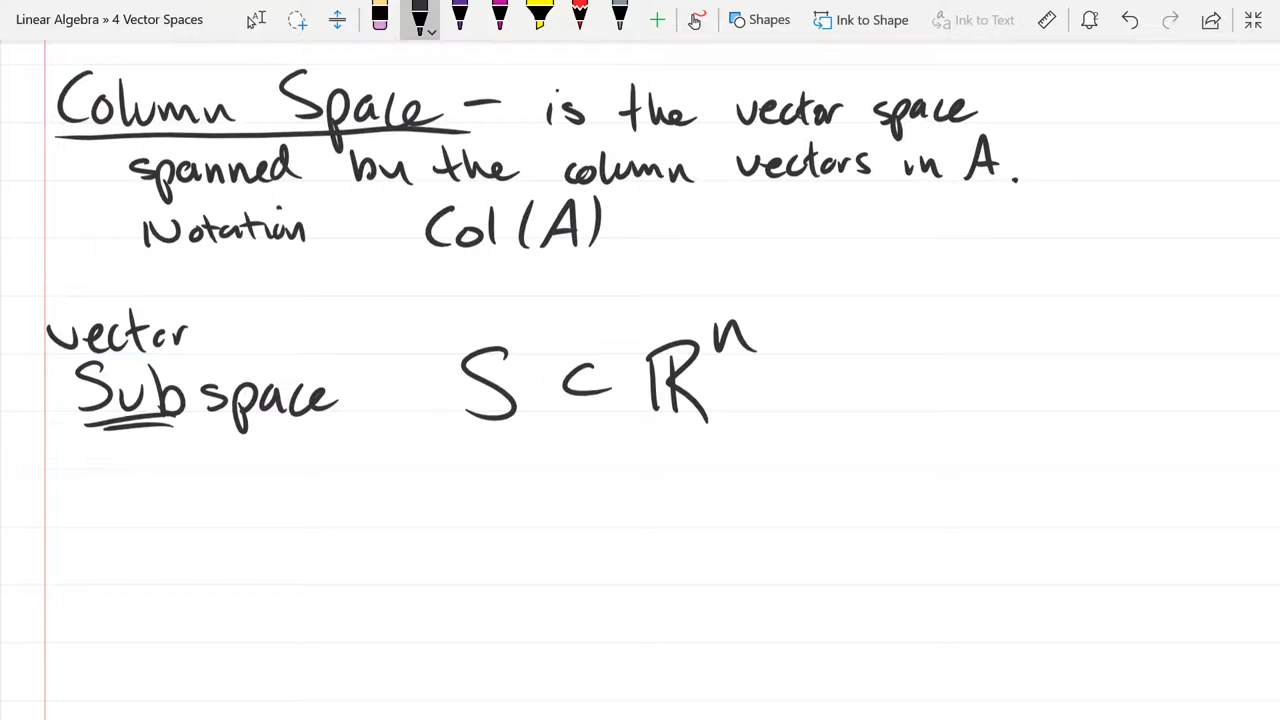 Linear Algebra » 4 Vector Spaces
Shapes
Ink to Shape
Ink to Text
Column Space – is the vector space
spanned by the column vectors in A.
Notation Col(A)
vector
Subspace S ⊂ ℝⁿ